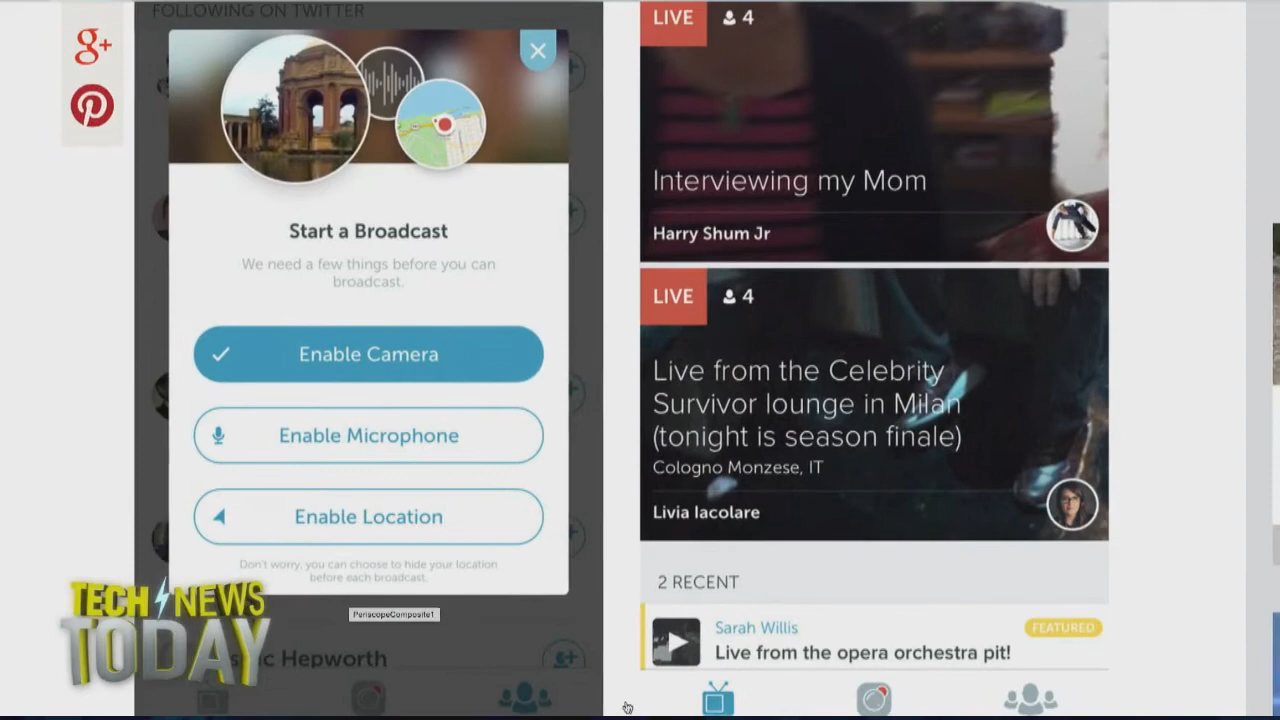 FOLLOWING ON TWITTER
g+
Start a Broadcast
We need a few things before you can
broadcast.
Enable Camera
Enable Microphone
Enable Location
Don't worry, you can choose to hide your location
before each broadcast.
PeriscopeComposite1
Hepworth
TECH NEWS
TODAY
LIVE 4
Interviewing my Mom
Harry Shum Jr
LIVE 4
Live from the Celebrity
Survivor lounge in Milan
(tonight is season finale)
Cologno Monzese, IT
Livia Iacolare
2 RECENT
Sarah Willis
FEATURED
Live from the opera orchestra pit!